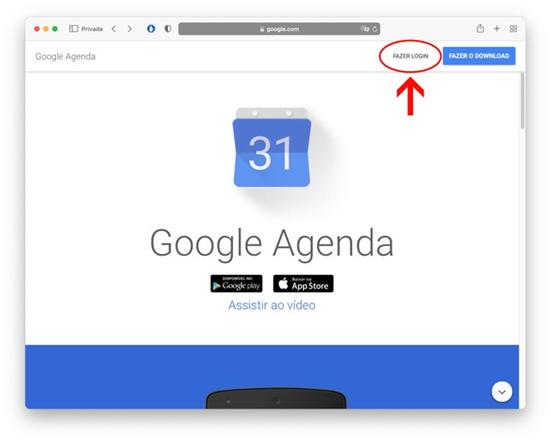 Privada
google.com
Google Agenda
FAZER LOGIN
FAZER O DOWNLOAD
31
Google Agenda
DISPONÍVEL NO
Google play
Baixar na
App Store
Assistir ao vídeo